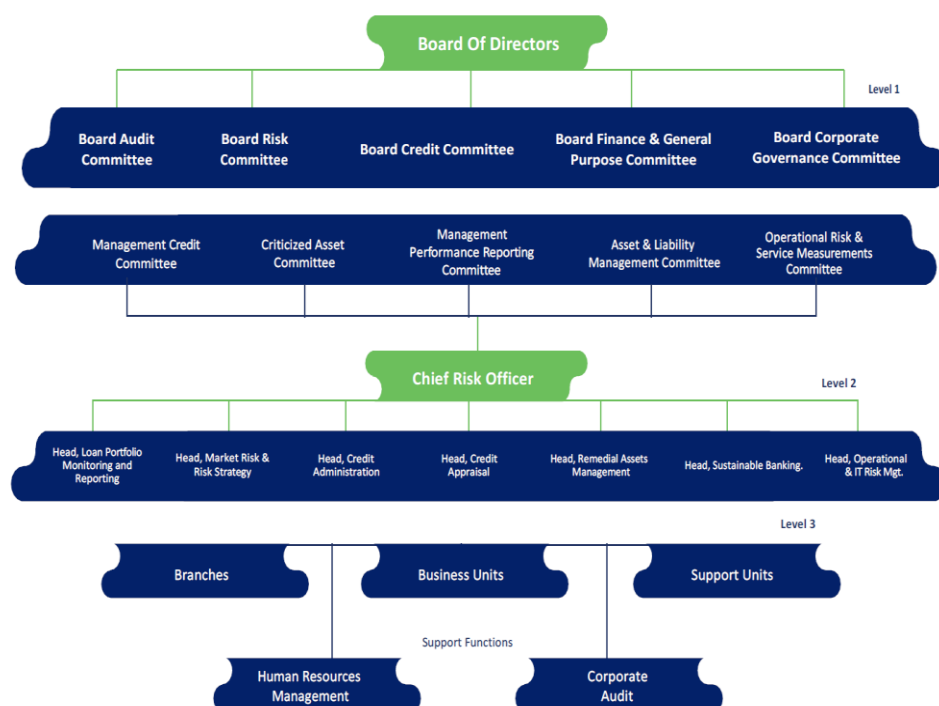 Board Of Directors
Level 1
Board Audit
Committee
Board Risk
Committee
Board Credit Committee
Board Finance & General
Purpose Committee
Board Corporate
Governance Committee
Management Credit
Committee
Criticized Asset
Committee
Management
Performance Reporting
Committee
Asset & Liability
Management Committee
Operational Risk &
Service Measurements
Committee
Chief Risk Officer
Level 2
Head, Loan Portfolio
Monitoring and
Reporting
Head, Market Risk &
Risk Strategy
Head, Credit
Administration
Head, Credit
Appraisal
Head, Remedial Assets
Management
Head, Sustainable Banking.
Head, Operational
& IT Risk Mgt.
Level 3
Branches
Business Units
Support Units
Support Functions
Human Resources
Management
Corporate
Audit